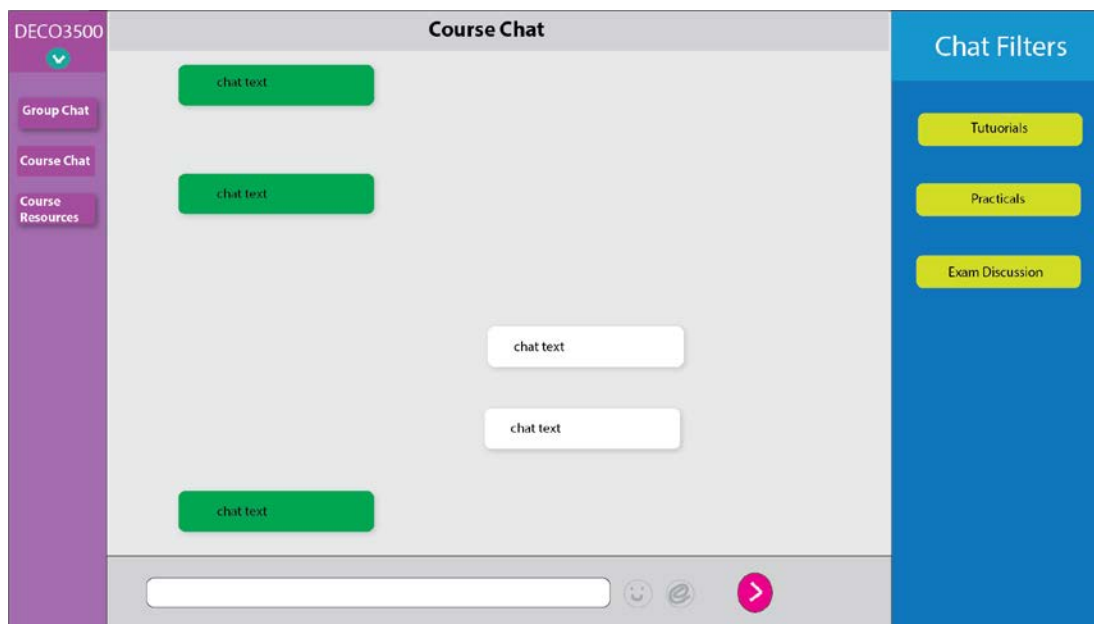 DECO3500
Group Chat
Course Chat
Course
Resources
Course Chat
chat text
chat text
chat text
chat text
chat text
Chat Filters
Tutuorials
Practicals
Exam Discussion